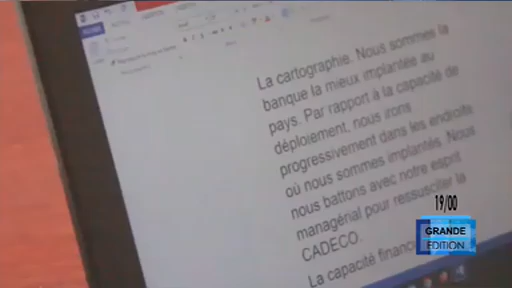 La cartographie. Nous sommes la
banque la mieux implantée au
pays. Par rapport à la capacité de
déploiement, nous irons
progressivement dans les endroits
où nous sommes implantés. Nous
nous battons avec notre esprit
managérial pour ressusciter la
CADECO.
La capacité
19/00
GRANDE
EDITION